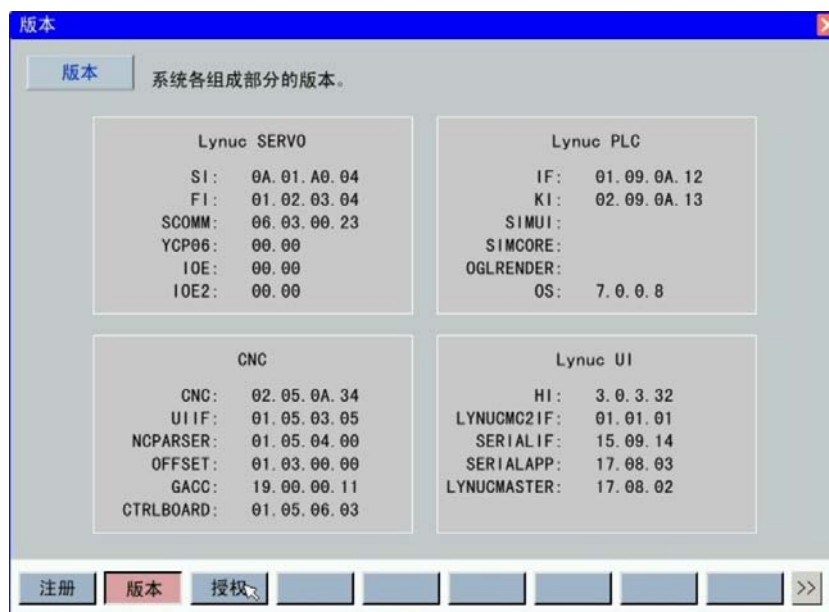 版本
版本 系统各组成部分的版本。
Lynuc SERVO
SI: 0A.01.A0.04
FI: 01.02.03.04
SCOMM: 06.03.00.23
YCP06: 00.00
IOE: 00.00
IOE2: 00.00
Lynuc PLC
IF: 01.09.0A.12
KI: 02.09.0A.13
SIMUI:
SIMCORE:
OGLRENDER:
OS: 7.0.0.8
CNC
CNC: 02.05.0A.34
UIIF: 01.05.03.05
NCPARSER: 01.05.04.00
OFFSET: 01.03.00.00
GACC: 19.00.00.11
CTRLBOARD: 01.05.06.03
Lynuc UI
HI: 3.0.3.32
LYNUCMC2IF: 01.01.01
SERIALIF: 15.09.14
SERIALAPP: 17.08.03
LYNUCMASTER: 17.08.02
注册 版本 授权 >>